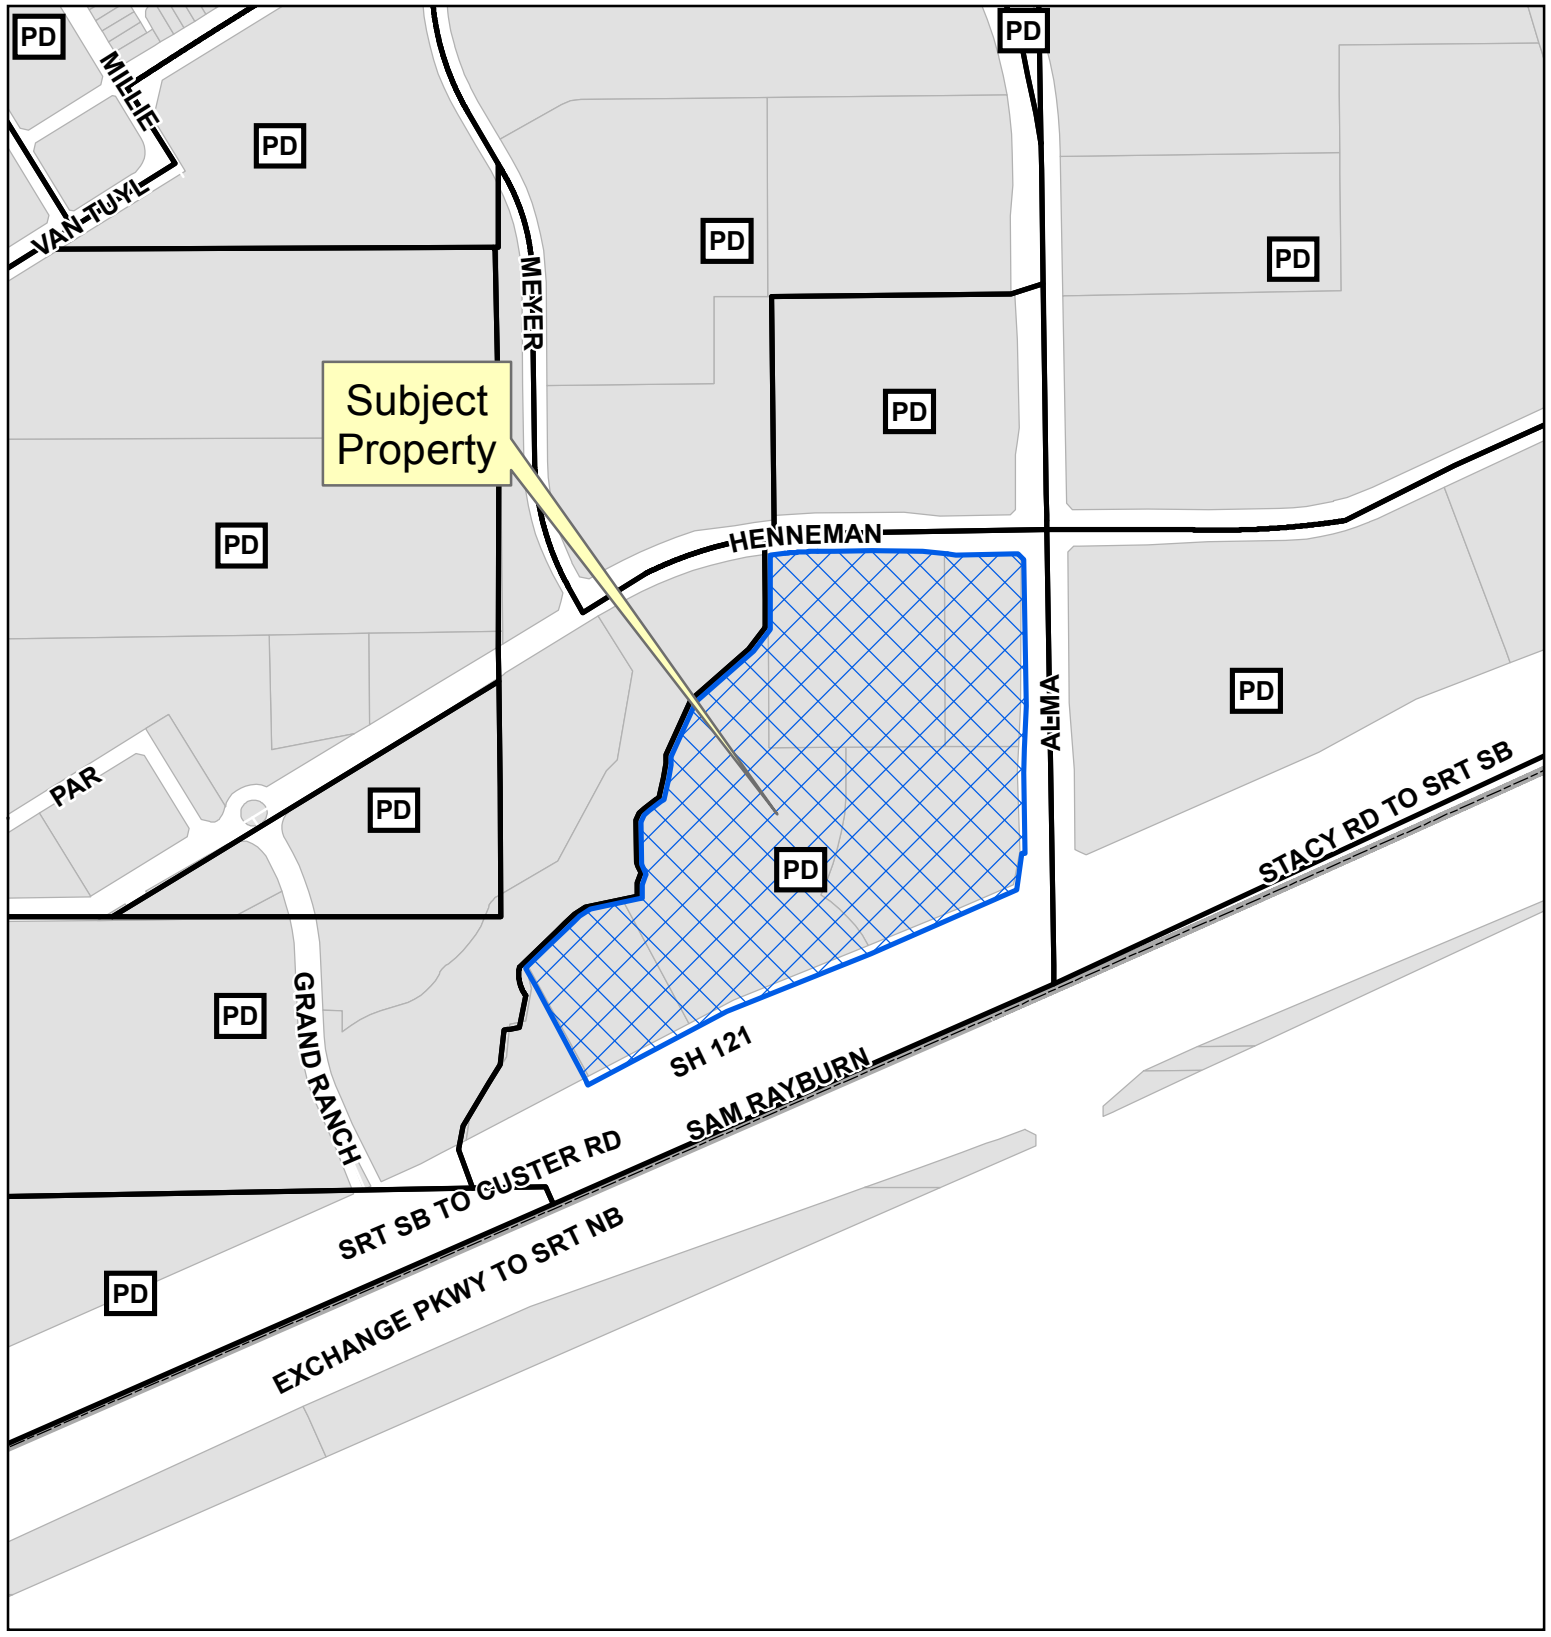 PD
PD
MILLIE
PD
VAN TUYL
PD
PD
MEYER
Subject
Property
PD
HENNEMAN
PD
PD
ALMA
PAR
PD
STACY RD TO SRT SB
PD
GRAND RANCH
PD
SH 121
SAM RAYBURN
SRT SB TO CUSTER RD
EXCHANGE PKWY TO SRT NB
PD